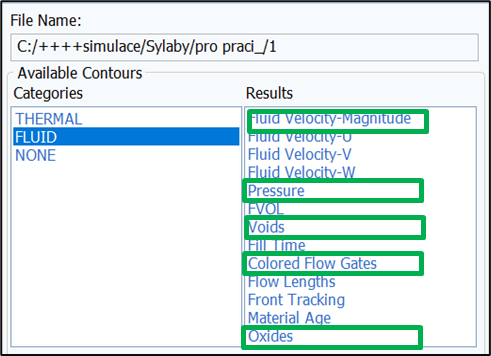 File Name:
C:/++++simulace/Sylaby/pro praci_/1
Available Contours
Categories
Results
THERMAL
FLUID
NONE
Fluid Velocity-Magnitude
Fluid Velocity-U
Fluid Velocity-V
Fluid Velocity-W
Pressure
FVOL
Voids
Fill Time
Colored Flow Gates
Flow Lengths
Front Tracking
Material Age
Oxides